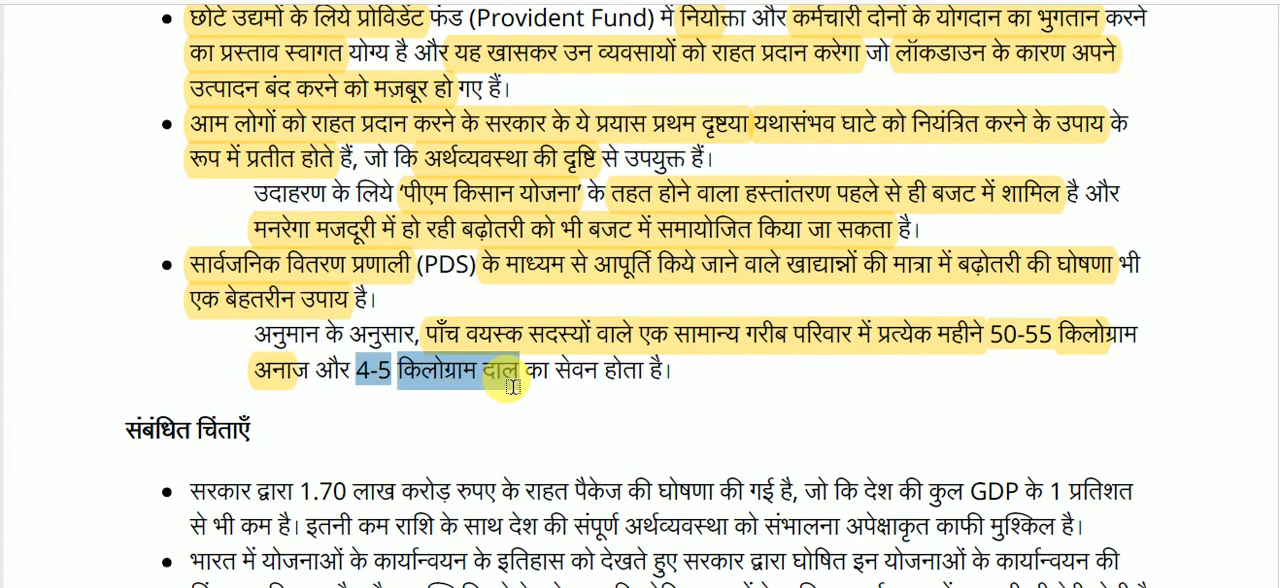 छोटे उद्यमों के लिये प्रोविडेंट फंड (Provident Fund) में नियोक्ता और कर्मचारी दोनों के योगदान का भुगतान करने
का प्रस्ताव स्वागत योग्य है और यह खासकर उन व्यवसायों को राहत प्रदान करेगा जो लॉकडाउन के कारण अपने
उत्पादन बंद करने को मज़बूर हो गए हैं।
आम लोगों को राहत प्रदान करने के सरकार के ये प्रयास प्रथम दृष्टया यथासंभव घाटे को नियंत्रित करने के उपाय के
रूप में प्रतीत होते हैं, जो कि अर्थव्यवस्था की दृष्टि से उपयुक्त हैं।
उदाहरण के लिये ‘पीएम किसान योजना’ के तहत होने वाला हस्तांतरण पहले से ही बजट में शामिल है और
मनरेगा मजदूरी में हो रही बढ़ोतरी को भी बजट में समायोजित किया जा सकता है।
सार्वजनिक वितरण प्रणाली (PDS) के माध्यम से आपूर्ति किये जाने वाले खाद्यान्नों की मात्रा में बढ़ोतरी की घोषणा भी
एक बेहतरीन उपाय है।
अनुमान के अनुसार, पाँच वयस्क सदस्यों वाले एक सामान्य गरीब परिवार में प्रत्येक महीने 50-55 किलोग्राम
अनाज और 4-5 किलोग्राम दाल का सेवन होता है।
संबंधित चिंताएँ
सरकार द्वारा 1.70 लाख करोड़ रुपए के राहत पैकेज की घोषणा की गई है, जो कि देश की कुल GDP के 1 प्रतिशत
से भी कम है। इतनी कम राशि के साथ देश की संपूर्ण अर्थव्यवस्था को संभालना अपेक्षाकृत काफी मुश्किल है।
भारत में योजनाओं के कार्यान्वयन के इतिहास को देखते हुए सरकार द्वारा घोषित इन योजनाओं के कार्यान्वयन की